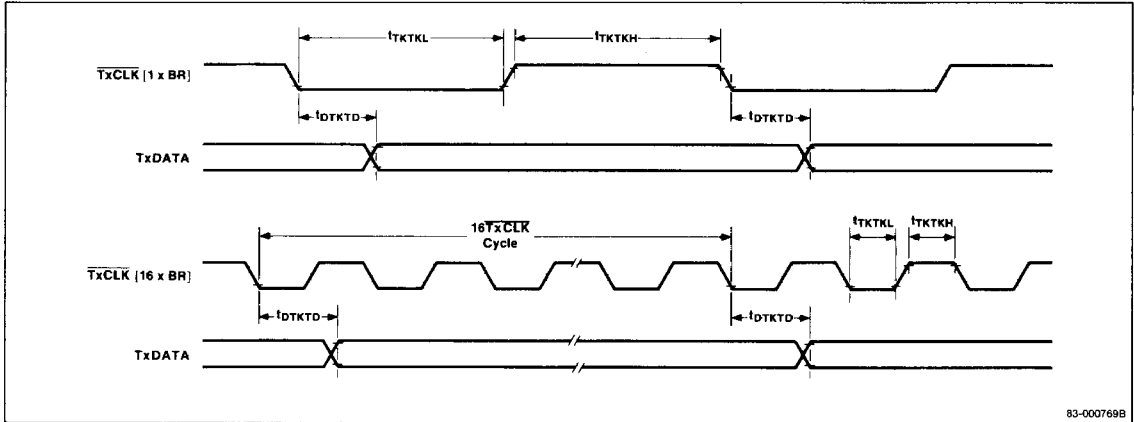 tTKTKL
tTKTKH
TxCLK [1 x BR]
tDTKTD
tDTKTD
TxDATA
16TxCLK
Cycle
tTKTKL
tTKTKH
TxCLK [16 x BR]
tDTKTD
tDTKTD
TxDATA
83-000769B